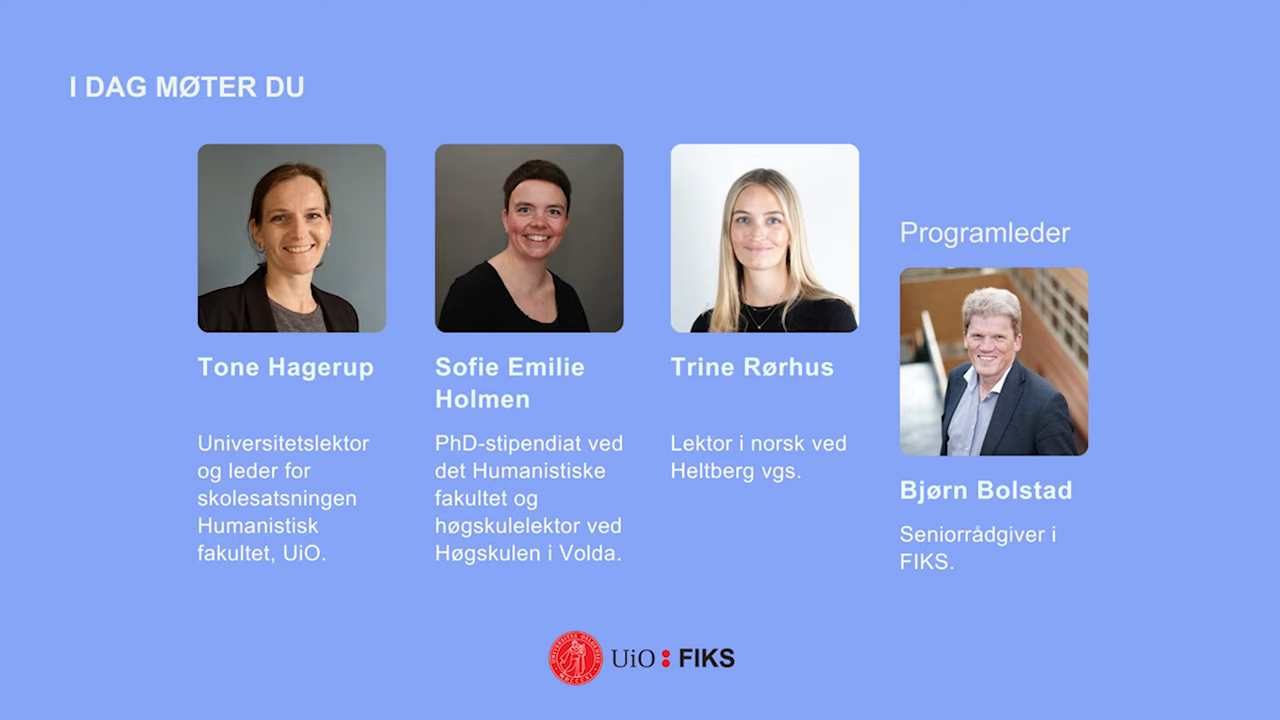 I DAG MØTER DU
Tone Hagerup
Universitetslektor
og leder for
skolesatsningen
Humanistisk
fakultet, UiO.
Sofie Emilie
Holmen
PhD-stipendiat ved
det Humanistiske
fakultet og
høgskulelektor ved
Høgskulen i Volda.
Trine Rørhus
Lektor i norsk ved
Heltberg vgs.
Programleder
Bjørn Bolstad
Seniorrådgiver i
FIKS.
UiO : FIKS